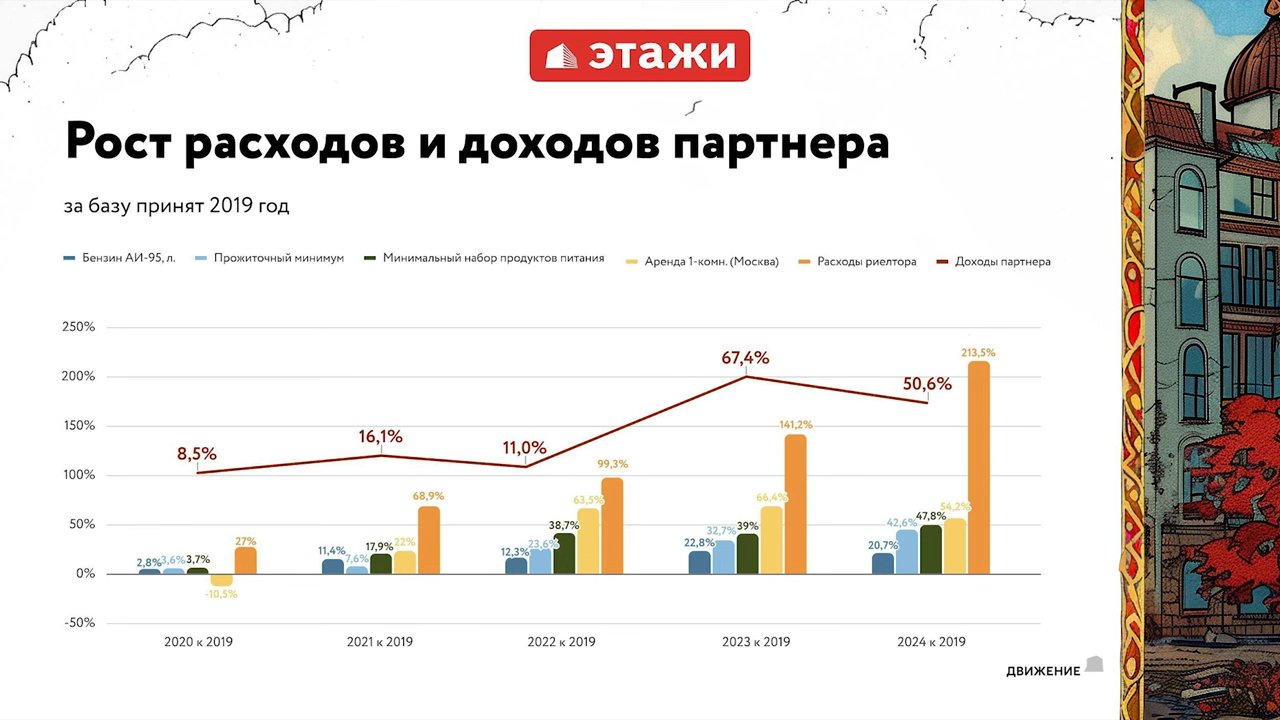 этажи
Рост расходов и доходов партнера
за базу принят 2019 год
Бензин АИ-95, л. Прожиточный минимум Минимальный набор продуктов питания Аренда 1-комн. (Москва) Расходы риелтора Доходы партнера
250%
200%
150%
100%
50%
0%
-50%
8,5%
16,1%
11,0%
67,4%
50,6%
2,8% 3,6% 3,7% -10,5% 27%
11,4% 7,6% 17,9% 22% 68,9%
12,3% 23,6% 38,7% 63,5% 99,3%
22,8% 32,7% 39% 66,4% 141,2%
20,7% 42,6% 47,8% 54,2% 213,5%
2020 к 2019 2021 к 2019 2022 к 2019 2023 к 2019 2024 к 2019
ДВИЖЕНИЕ